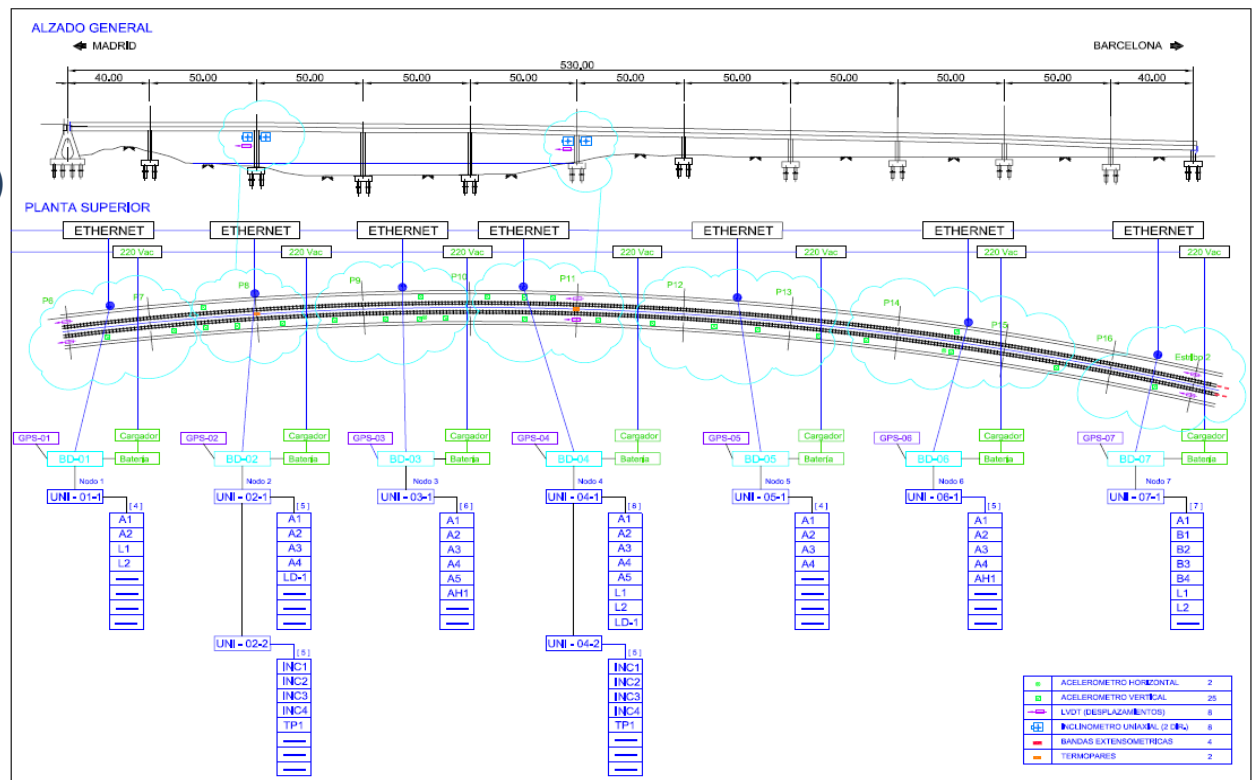 ALZADO GENERAL
MADRID
BARCELONA
530.00
40.00 50.00 50.00 50.00 50.00 50.00 50.00 50.00 50.00 50.00 40.00
PLANTA SUPERIOR
ETHERNET ETHERNET ETHERNET ETHERNET ETHERNET ETHERNET ETHERNET
220 Vac 220 Vac 220 Vac 220 Vac 220 Vac 220 Vac 220 Vac
P6 P7 P8 P9 P10 P11 P12 P13 P14 P15 P16 Estribo 2
GPS-01 Cargador GPS-02 Cargador GPS-03 Cargador GPS-04 Cargador GPS-05 Cargador GPS-06 Cargador GPS-07 Cargador
BD-01 Batería BD-02 Batería BD-03 Batería BD-04 Batería BD-05 Batería BD-06 Batería BD-07 Batería
Nodo 1 Nodo 2 Nodo 3 Nodo 4 Nodo 5 Nodo 6 Nodo 7
UNI - 01-1 UNI - 02-1 UNI - 03-1 UNI - 04-1 UNI - 05-1 UNI - 06-1 UNI - 07-1
[4] [5] [6] [8] [4] [5] [7]
A1 A1 A1 A1 A1 A1 A1
A2 A2 A2 A2 A2 A2 B1
L1 A3 A3 A3 A3 A3 B2
L2 A4 A4 A4 A4 A4 B3
LD-1 A5 A5 AH1 B4
AH1 L1 L1
L2 L2
LD-1
UNI - 02-2 UNI - 04-2
[5] [5]
INC1 INC1
INC2 INC2
INC3 INC3
INC4 INC4
TP1 TP1
ACELEROMETRO HORIZONTAL 2
ACELEROMETRO VERTICAL 25
LVDT (DESPLAZAMIENTOS) 8
INCLINOMETRO UNIAXIAL (2 DIR.) 8
BANDAS EXTENSOMETRICAS 4
TERMOPARES 2